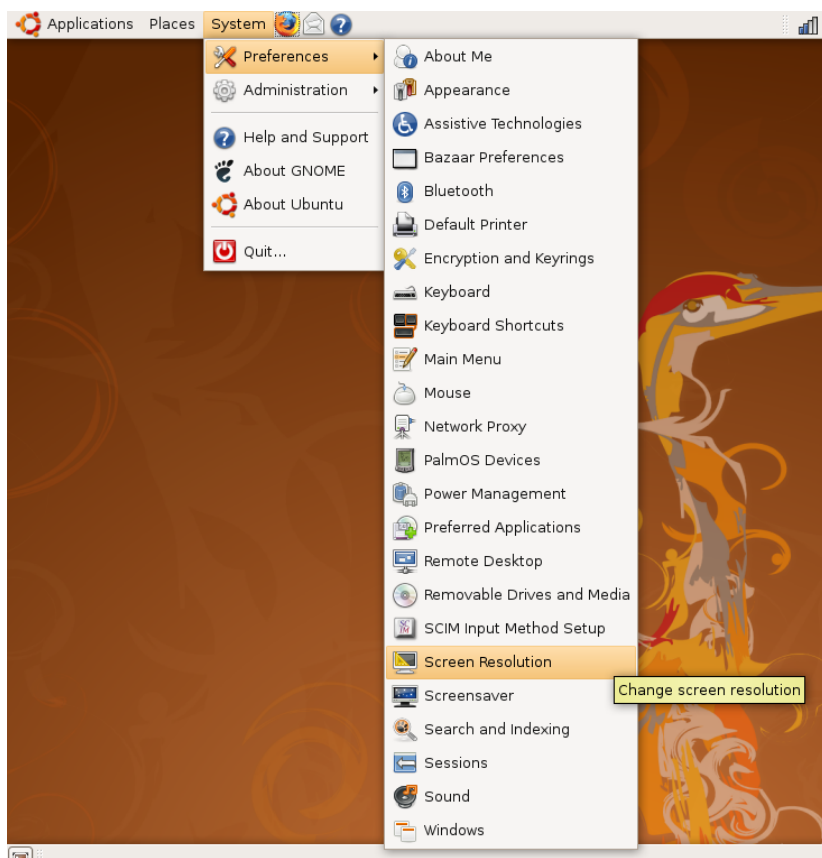 Applications Places System
Preferences
Administration
Help and Support
About GNOME
About Ubuntu
Quit...
About Me
Appearance
Assistive Technologies
Bazaar Preferences
Bluetooth
Default Printer
Encryption and Keyrings
Keyboard
Keyboard Shortcuts
Main Menu
Mouse
Network Proxy
PalmOS Devices
Power Management
Preferred Applications
Remote Desktop
Removable Drives and Media
SCIM Input Method Setup
Screen Resolution
Change screen resolution
Screensaver
Search and Indexing
Sessions
Sound
Windows